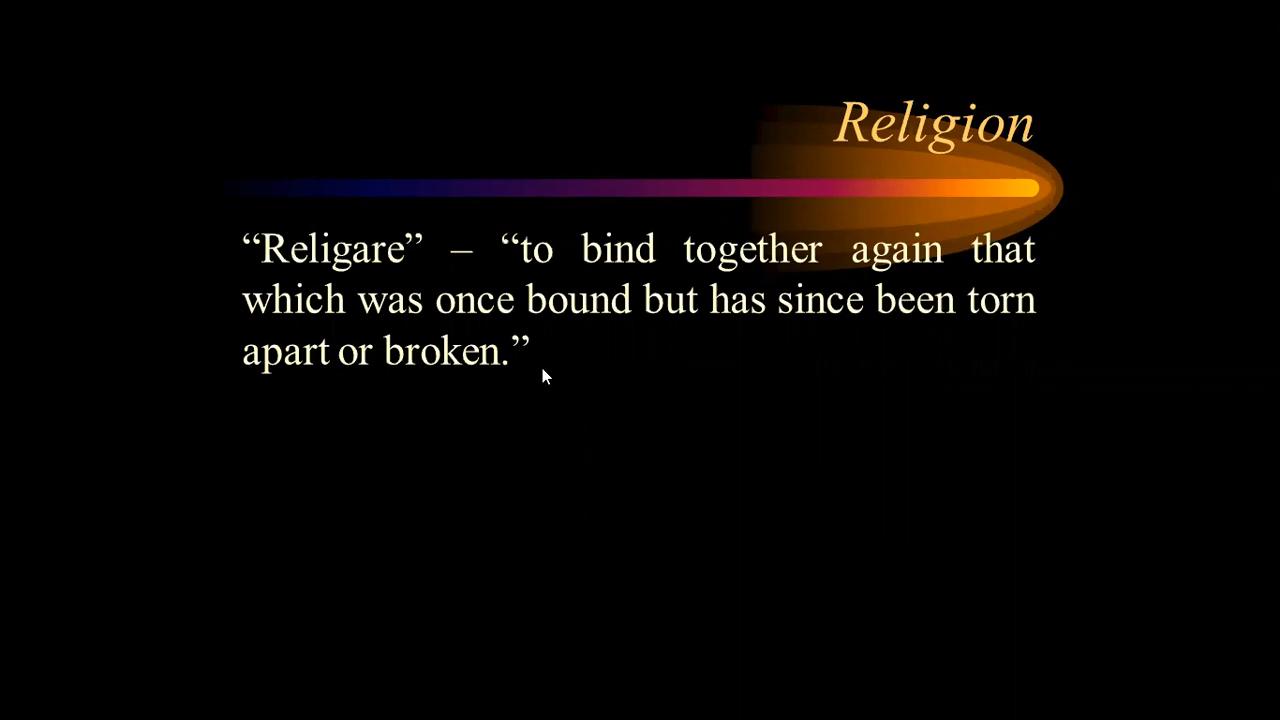 Religion
“Religare” – “to bind together again that
which was once bound but has since been torn
apart or broken.”